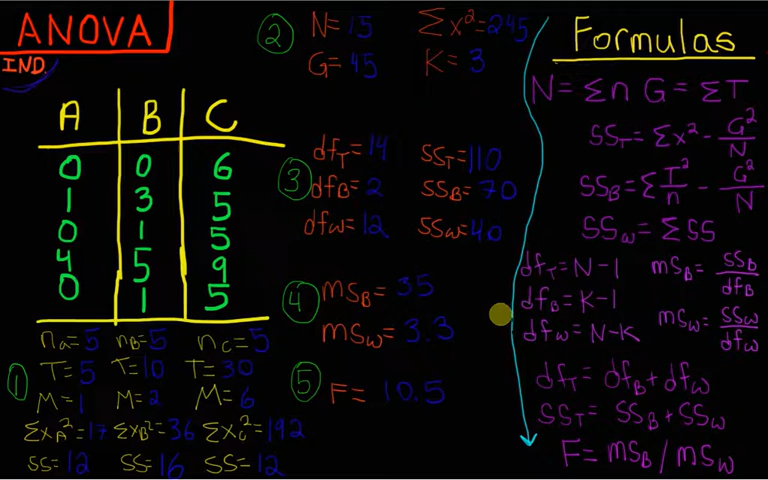 ANOVA
IND.
A B C
0 0 6
1 3 5
0 1 5
4 5 9
0 1 5
① na=5 nB=5 nc=5
T=5 T=10 T=30
M=1 M=2 M=6
ΣXA²=17 ΣXB²=36 ΣXC²=192
SS=12 SS=16 SS=12
② N=15 Σx²=245
G=45 K=3
③ dfT=14 SST=110
dfB=2 SSB=70
dfw=12 SSw=40
④ MSB=35
MSw=3.3
⑤ F=10.5
Formulas
N=Σn G=ΣT
SST=Σx²-G²/N
SSB=ΣT²/n-G²/N
SSw=ΣSS
dfT=N-1 MSB=SSB/dfB
dfB=K-1
dfw=N-K MSw=SSw/dfw
dfT=dfB+dfw
SST=SSB+SSw
F=MSB/MSw